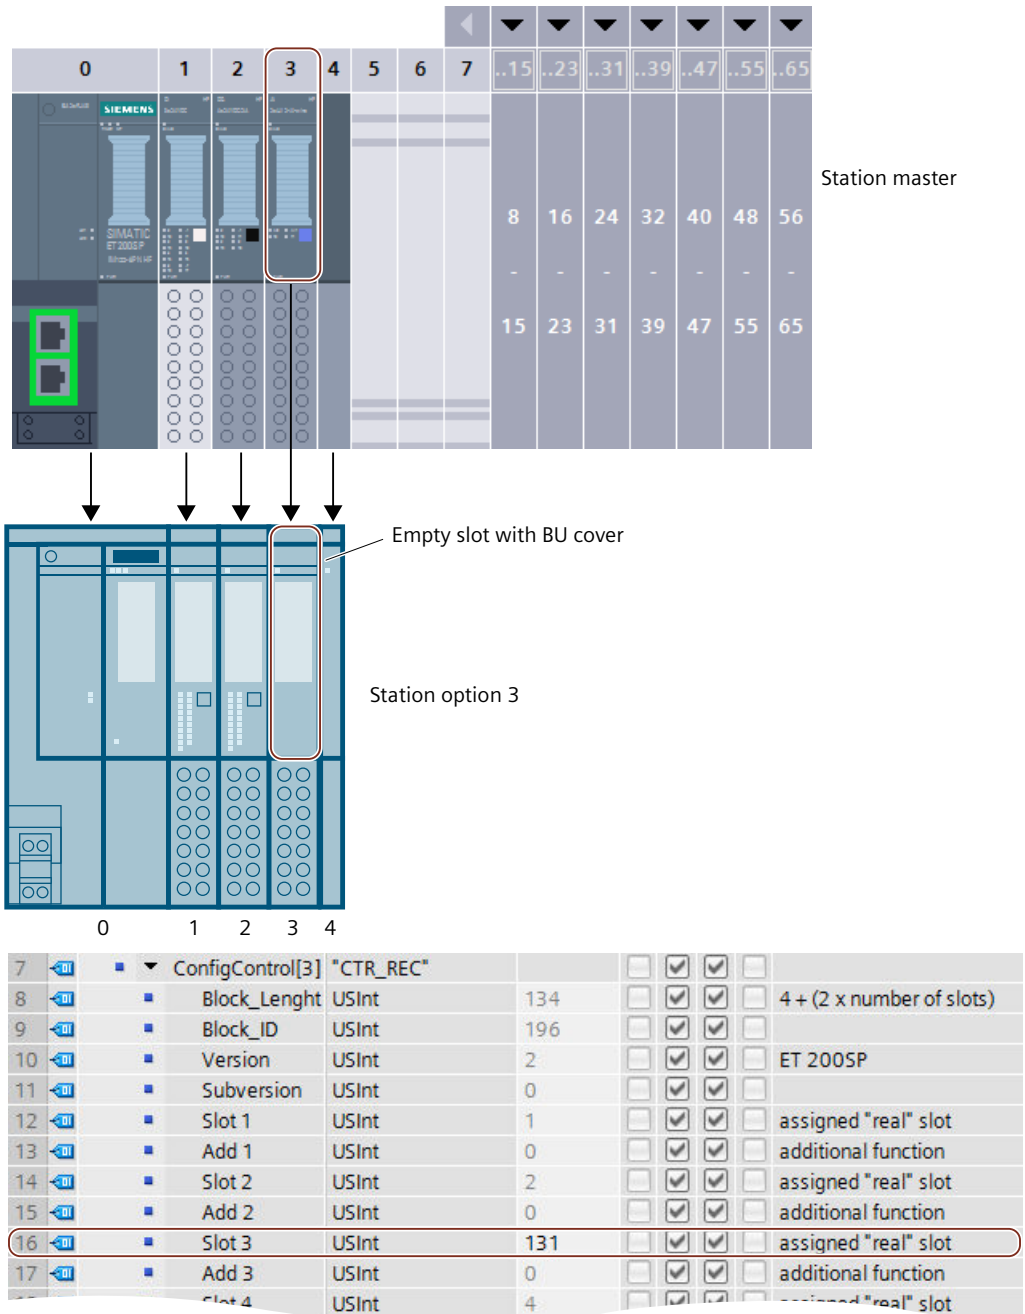 0 1 2 3 4 5 6 7 ..15 ..23 ..31 ..39 ..47 ..55 ..65
SIEMENS
Station master
8 16 24 32 40 48 56
SIMATIC
ET 200SP
- - - - - - -
15 23 31 39 47 55 65
Empty slot with BU cover
Station option 3
0 1 2 3 4
7 ConfigControl[3] "CTR_REC"
8 Block_Lenght USInt 134 4 + (2 x number of slots)
9 Block_ID USInt 196
10 Version USInt 2 ET 200SP
11 Subversion USInt 0
12 Slot 1 USInt 1 assigned "real" slot
13 Add 1 USInt 0 additional function
14 Slot 2 USInt 2 assigned "real" slot
15 Add 2 USInt 0 additional function
16 Slot 3 USInt 131 assigned "real" slot
17 Add 3 USInt 0 additional function
Slot 4 USInt 4 assigned "real" slot